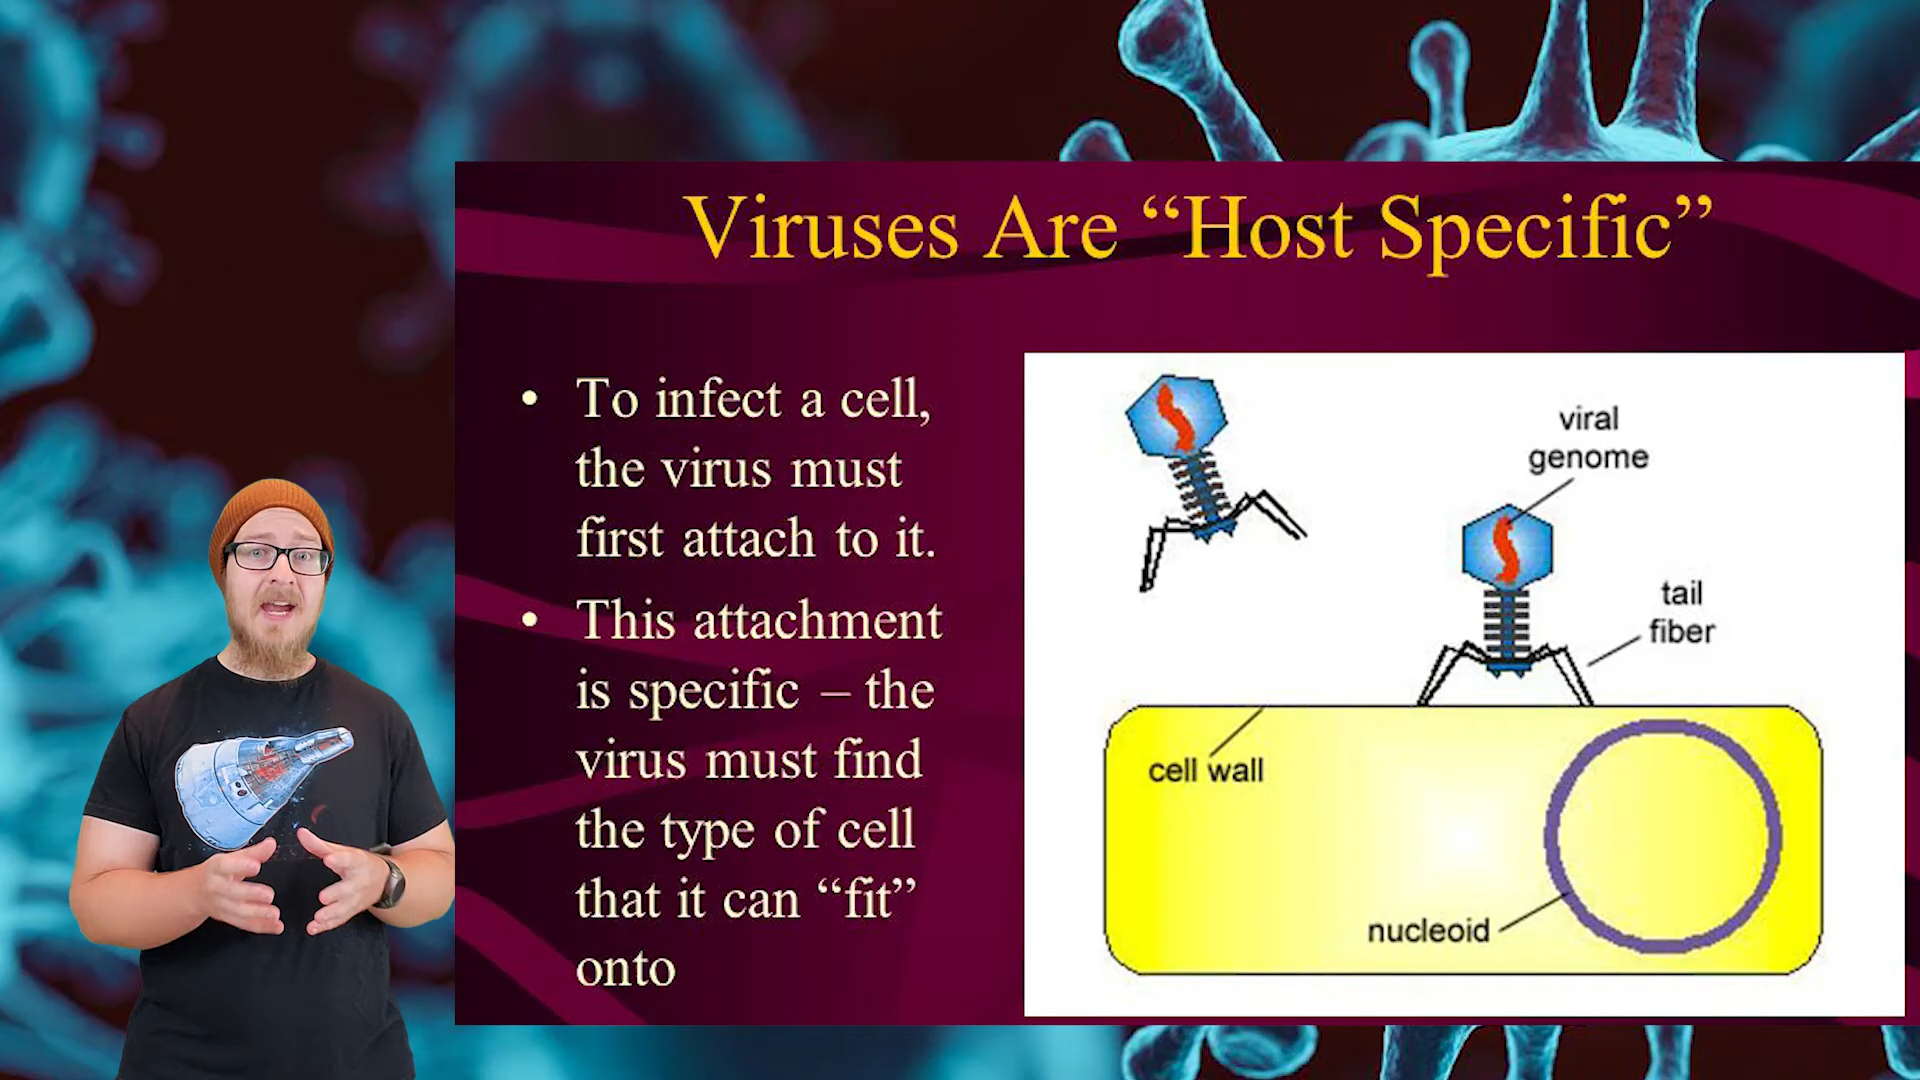 Viruses Are “Host Specific”
• To infect a cell,
the virus must
first attach to it.
• This attachment
is specific – the
virus must find
the type of cell
that it can “fit”
onto
viral
genome
tail
fiber
cell wall
nucleoid